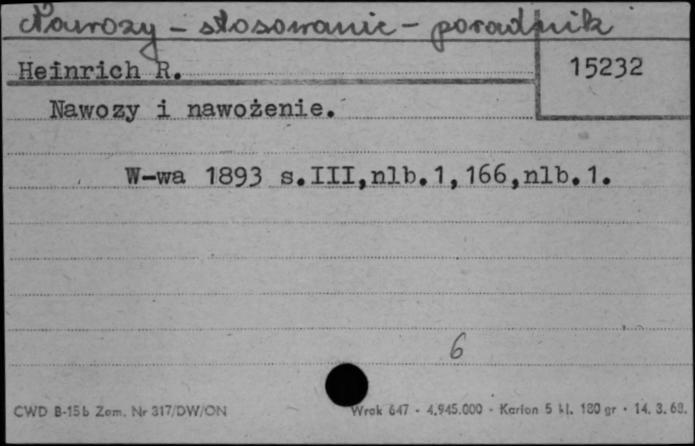 Nawozy - stosowanie - poradnik
Heinrich R.
15232
Nawozy i nawożenie.
W-wa 1893 s.III,nlb.1,166,nlb.1.
6
CWD B-15b Zam. Nr 317/DW/ON Wrok 647 - 4.945.000 - Karton 5 kl. 180 gr - 14. 3. 68.